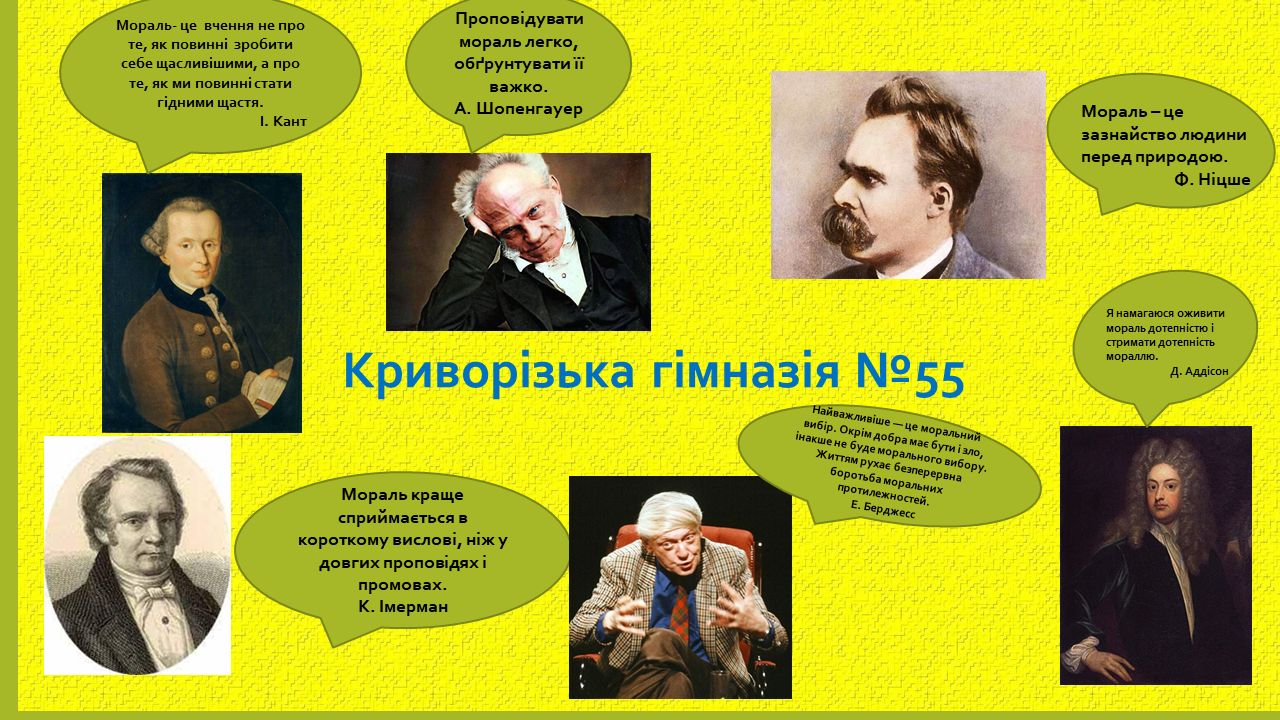 Мораль- це вчення не про
те, як повинні зробити
себе щасливішими, а про
те, як ми повинні стати
гідними щастя.
І. Кант
Проповідувати
мораль легко,
обґрунтувати її
важко.
А. Шопенгауер
Мораль – це
зазнайство людини
перед природою.
Ф. Ніцше
Я намагаюся оживити
мораль дотепністю і
стримати дотепність
мораллю.
Д. Аддісон
Криворізька гімназія №55
Найважливіше — це моральний
вибір. Окрім добра має бути і зло,
інакше не буде морального вибору.
Життям рухає безперервна
боротьба моральних
протилежностей.
Е. Берджесс
Мораль краще
сприймається в
короткому вислові, ніж у
довгих проповідях і
промовах.
К. Імерман